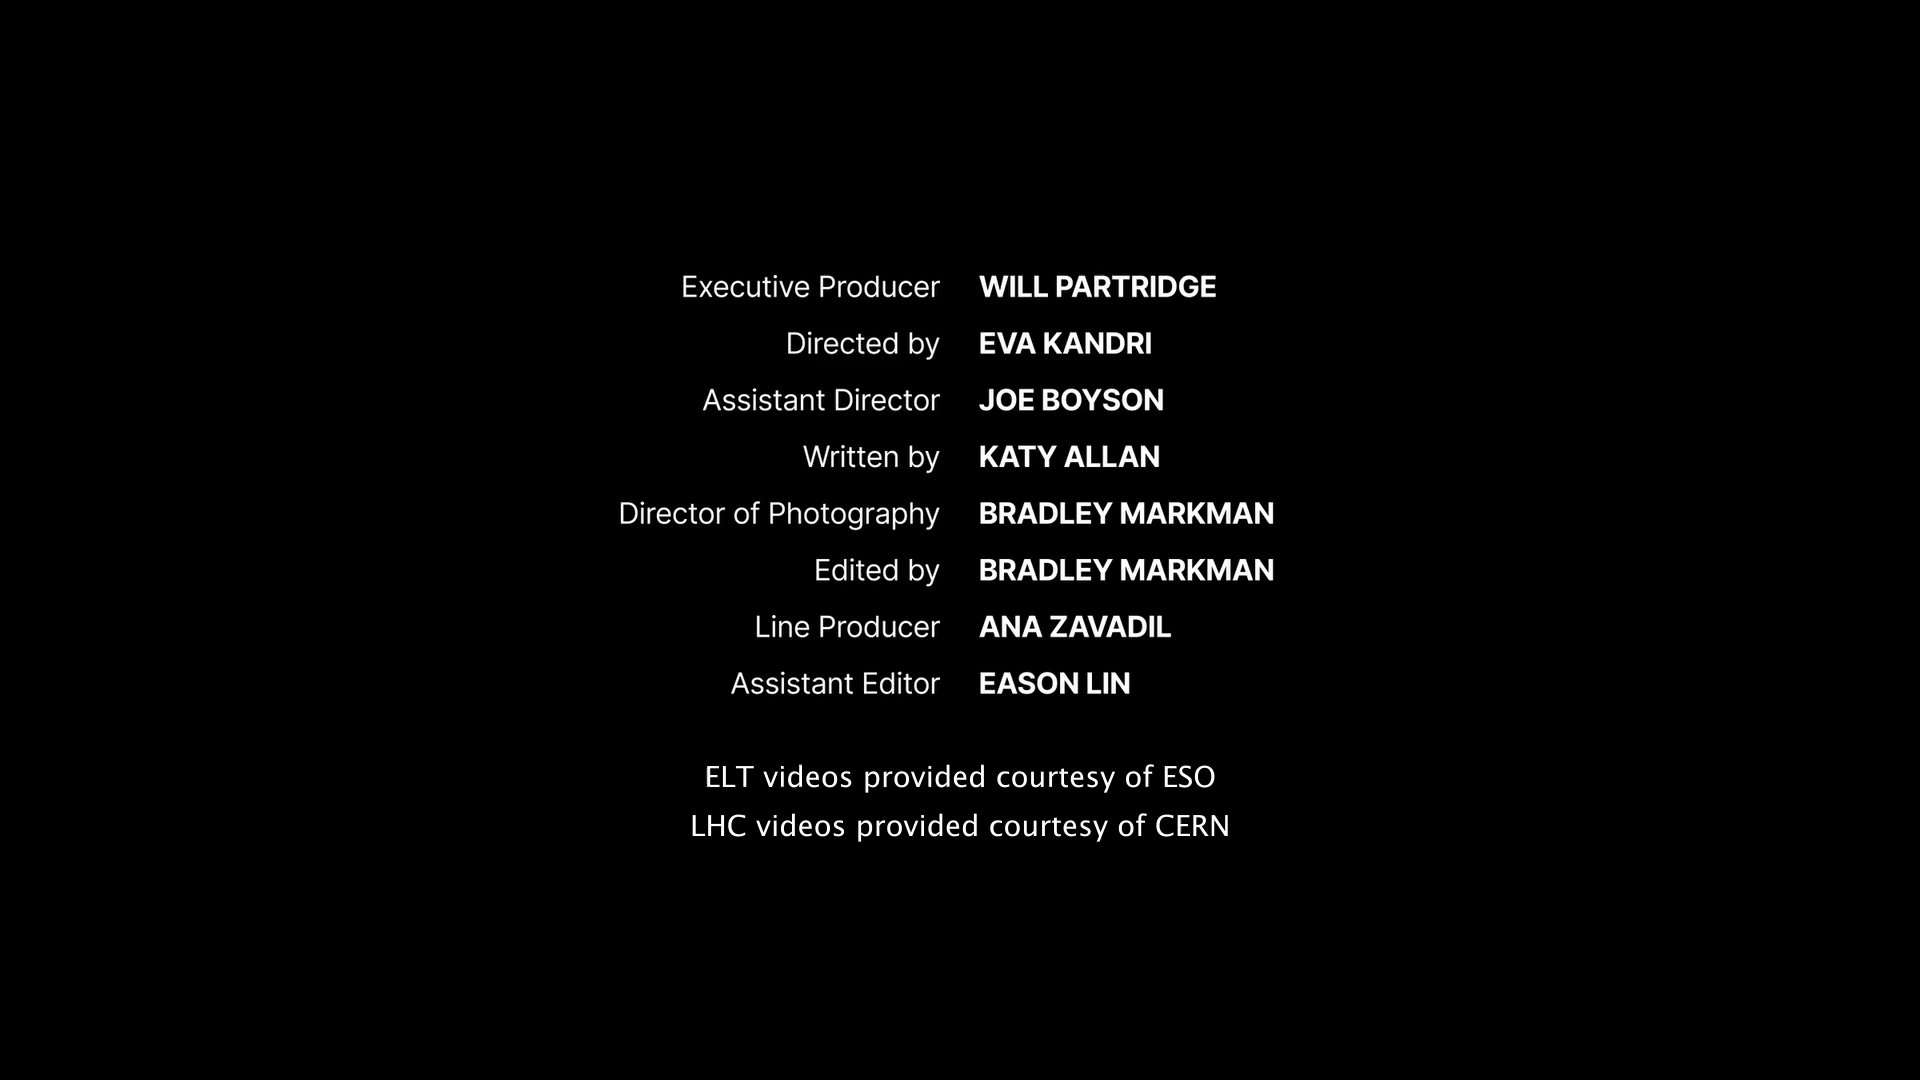 Executive Producer WILL PARTRIDGE
Directed by EVA KANDRI
Assistant Director JOE BOYSON
Written by KATY ALLAN
Director of Photography BRADLEY MARKMAN
Edited by BRADLEY MARKMAN
Line Producer ANA ZAVADIL
Assistant Editor EASON LIN
ELT videos provided courtesy of ESO
LHC videos provided courtesy of CERN